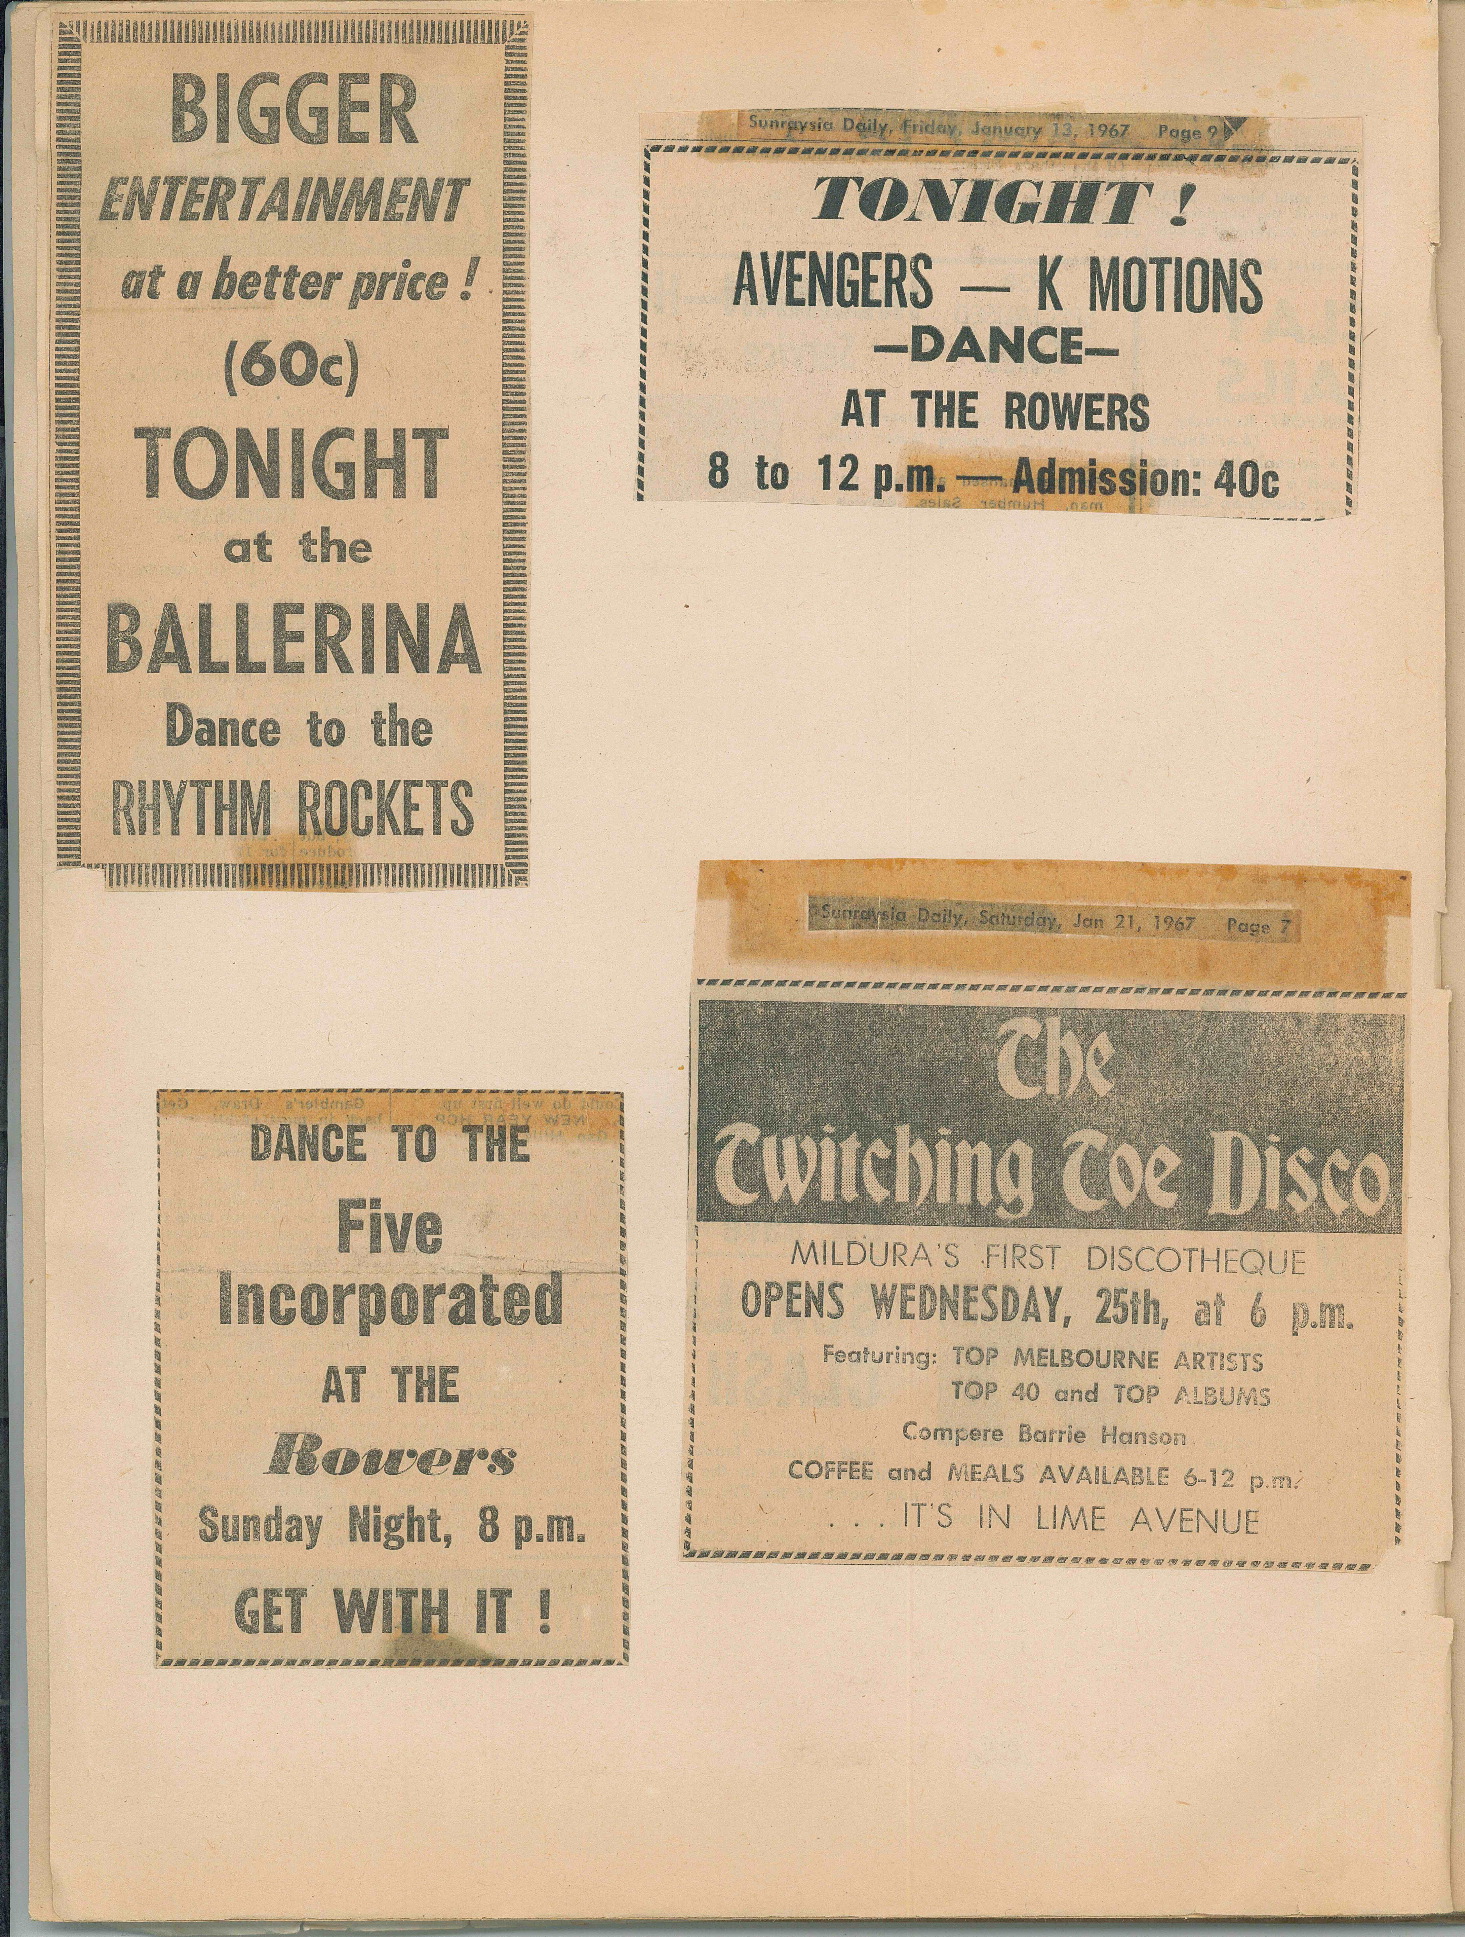 BIGGER
ENTERTAINMENT
at a better price !
(60c)
TONIGHT
at the
BALLERINA
Dance to the
RHYTHM ROCKETS
Sunraysia Daily, Friday, January 13, 1967 Page 9
TONIGHT !
AVENGERS — K MOTIONS
—DANCE—
AT THE ROWERS
8 to 12 p.m. — Admission: 40c
DANCE TO THE
Five
Incorporated
AT THE
Rowers
Sunday Night, 8 p.m.
GET WITH IT !
Sunraysia Daily, Saturday, Jan 21, 1967 Page 7
The
Twitching Toe Disco
MILDURA'S FIRST DISCOTHEQUE
OPENS WEDNESDAY, 25th, at 6 p.m.
Featuring: TOP MELBOURNE ARTISTS
TOP 40 and TOP ALBUMS
Compere Barrie Hanson
COFFEE and MEALS AVAILABLE 6-12 p.m.
. . . IT'S IN LIME AVENUE